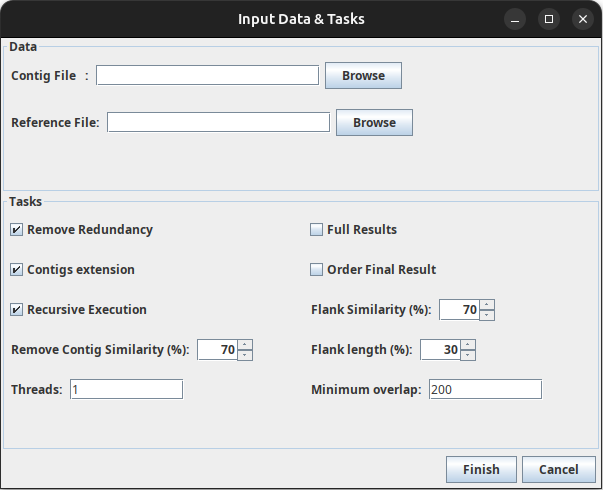 Input Data & Tasks
Data
Contig File :
Browse
Reference File:
Browse
Tasks
Remove Redundancy
Full Results
Contigs extension
Order Final Result
Recursive Execution
Flank Similarity (%): 70
Remove Contig Similarity (%): 70
Flank length (%): 30
Threads: 1
Minimum overlap: 200
Finish
Cancel